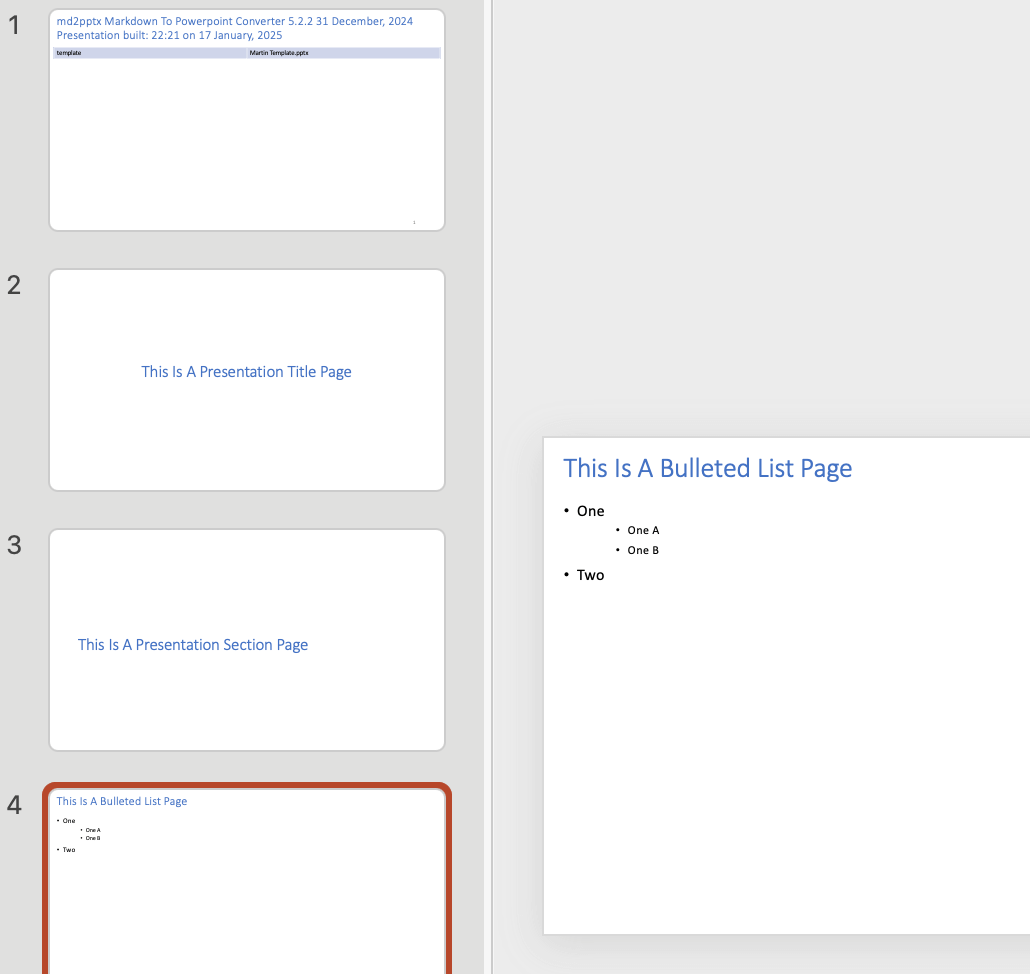 1
md2pptx Markdown To Powerpoint Converter 5.2.2 31 December, 2024
Presentation built: 22:21 on 17 January, 2025
template Martin Template.pptx
1
2
This Is A Presentation Title Page
3
This Is A Presentation Section Page
4
This Is A Bulleted List Page
• One
• One A
• One B
• Two
This Is A Bulleted List Page
• One
• One A
• One B
• Two